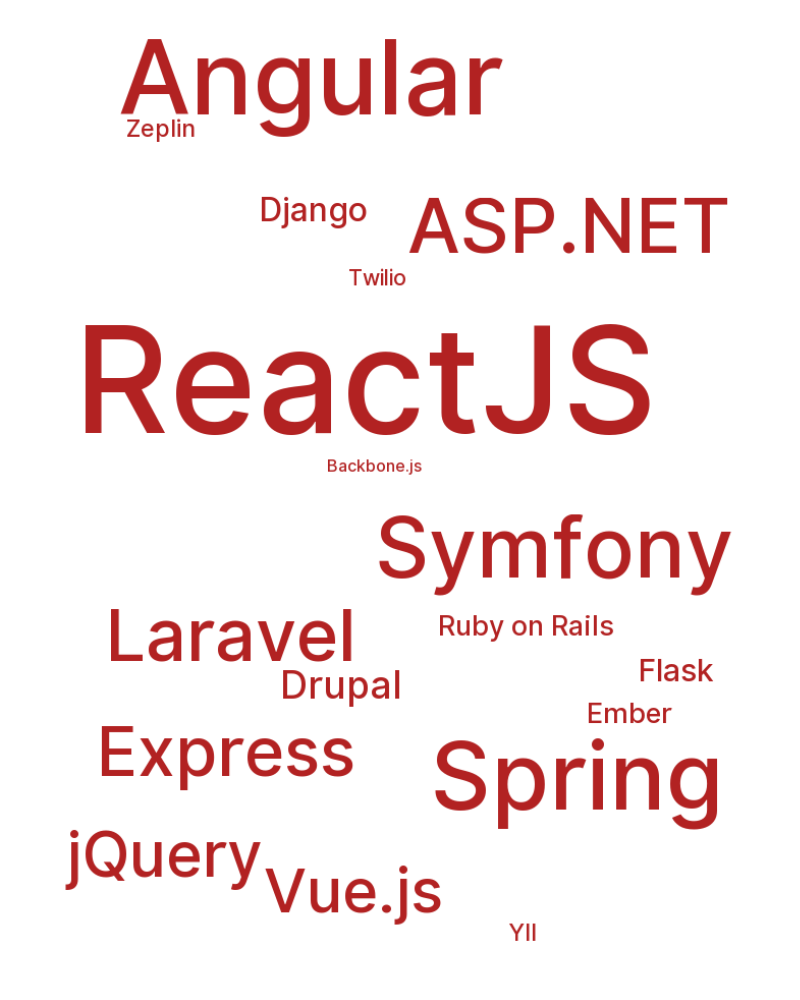 Angular
Zeplin
Django
ASP.NET
Twilio
ReactJS
Backbone.js
Symfony
Laravel
Ruby on Rails
Flask
Drupal
Ember
Express
Spring
jQuery
Vue.js
YII